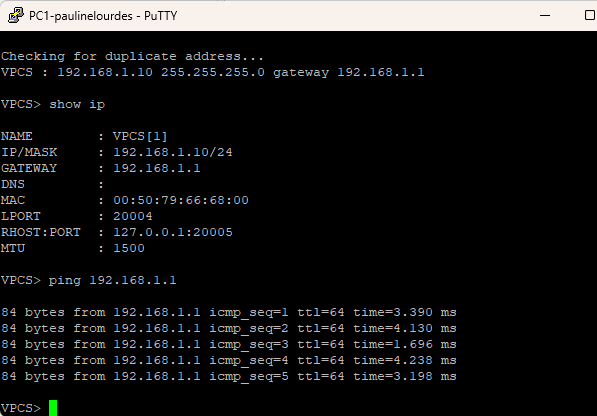 PC1-paulinelourdes - PuTTY
Checking for duplicate address...
VPCS : 192.168.1.10 255.255.255.0 gateway 192.168.1.1
VPCS> show ip
NAME        : VPCS[1]
IP/MASK     : 192.168.1.10/24
GATEWAY     : 192.168.1.1
DNS         :
MAC         : 00:50:79:66:68:00
LPORT       : 20004
RHOST:PORT  : 127.0.0.1:20005
MTU         : 1500
VPCS> ping 192.168.1.1
84 bytes from 192.168.1.1 icmp_seq=1 ttl=64 time=3.390 ms
84 bytes from 192.168.1.1 icmp_seq=2 ttl=64 time=4.130 ms
84 bytes from 192.168.1.1 icmp_seq=3 ttl=64 time=1.696 ms
84 bytes from 192.168.1.1 icmp_seq=4 ttl=64 time=4.238 ms
84 bytes from 192.168.1.1 icmp_seq=5 ttl=64 time=3.198 ms
VPCS>